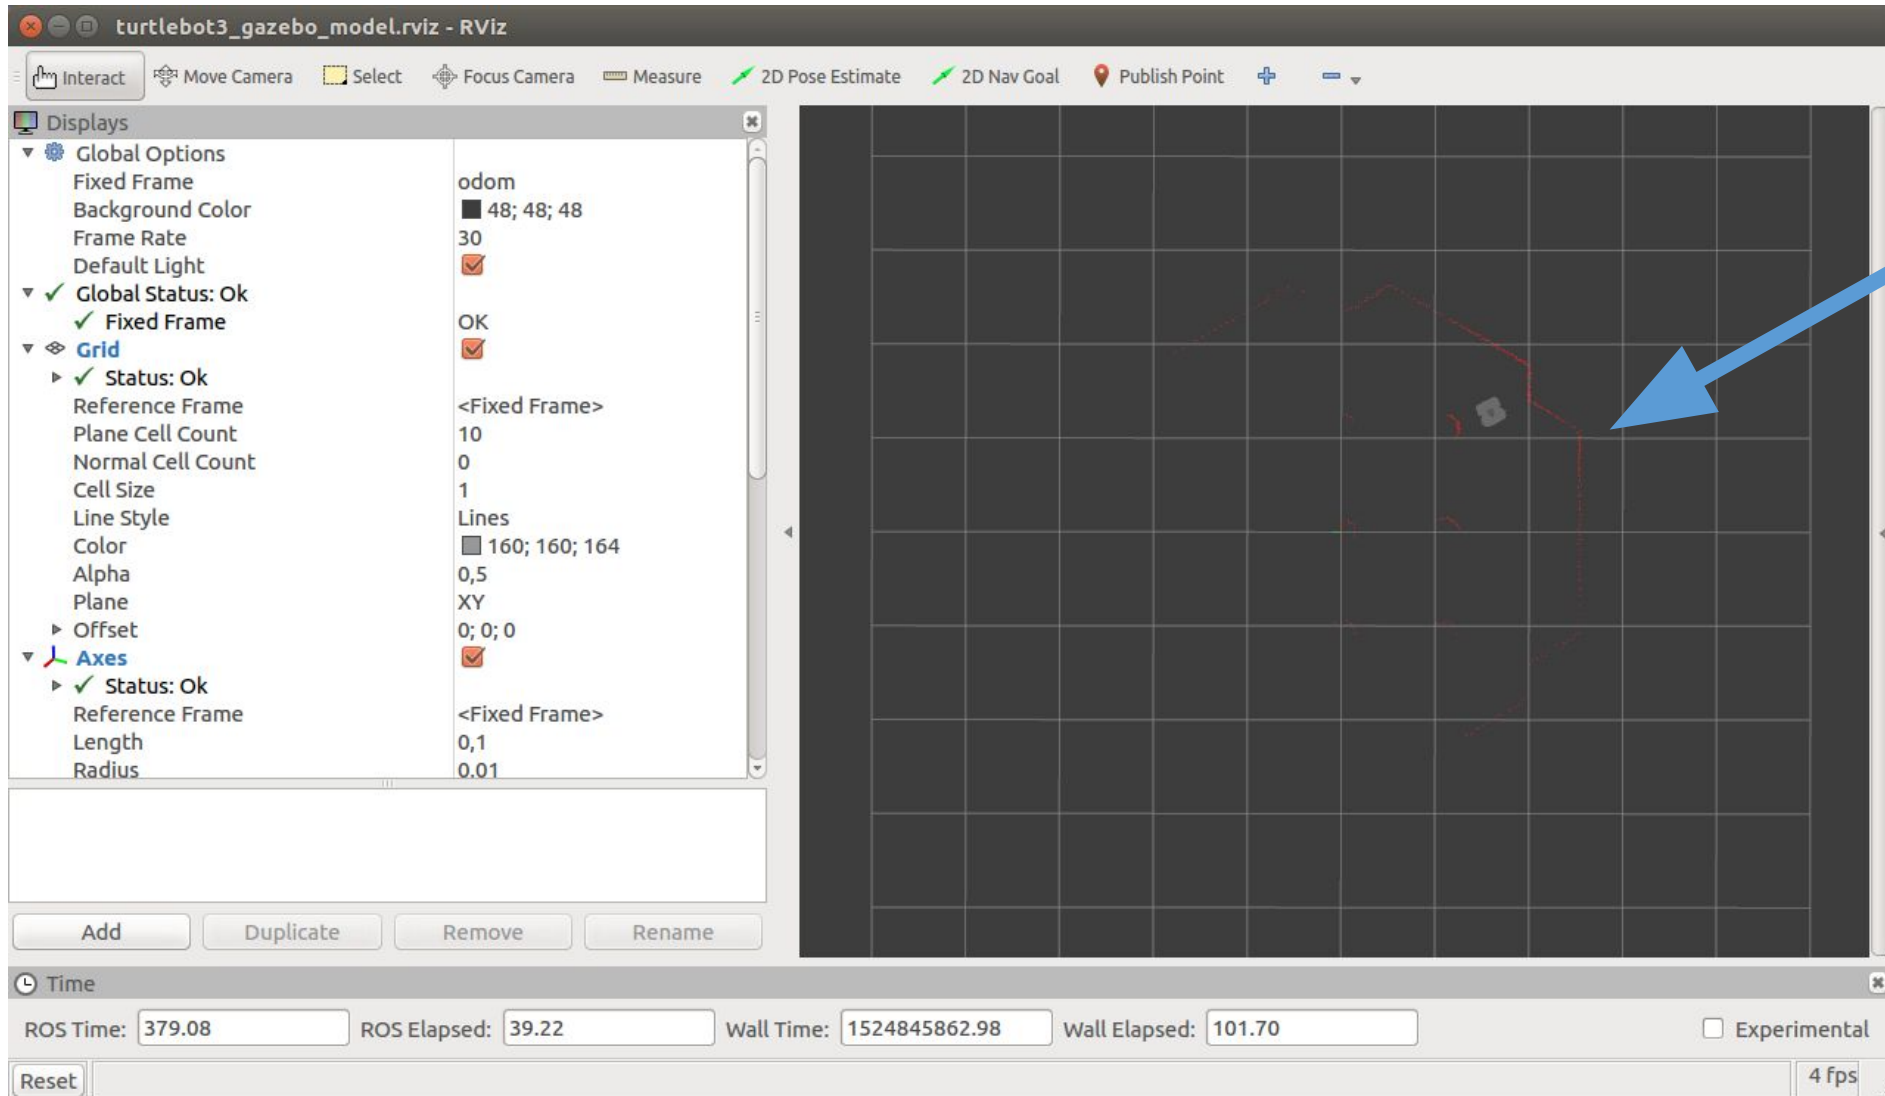 turtlebot3_gazebo_model.rviz - RViz
Interact Move Camera Select Focus Camera Measure 2D Pose Estimate 2D Nav Goal Publish Point
Displays
Global Options
Fixed Frame odom
Background Color 48; 48; 48
Frame Rate 30
Default Light
Global Status: Ok
Fixed Frame OK
Grid
Status: Ok
Reference Frame <Fixed Frame>
Plane Cell Count 10
Normal Cell Count 0
Cell Size 1
Line Style Lines
Color 160; 160; 164
Alpha 0,5
Plane XY
Offset 0; 0; 0
Axes
Status: Ok
Reference Frame <Fixed Frame>
Length 0,1
Radius 0.01
Add Duplicate Remove Rename
Time
ROS Time: 379.08 ROS Elapsed: 39.22 Wall Time: 1524845862.98 Wall Elapsed: 101.70 Experimental
Reset 4 fps